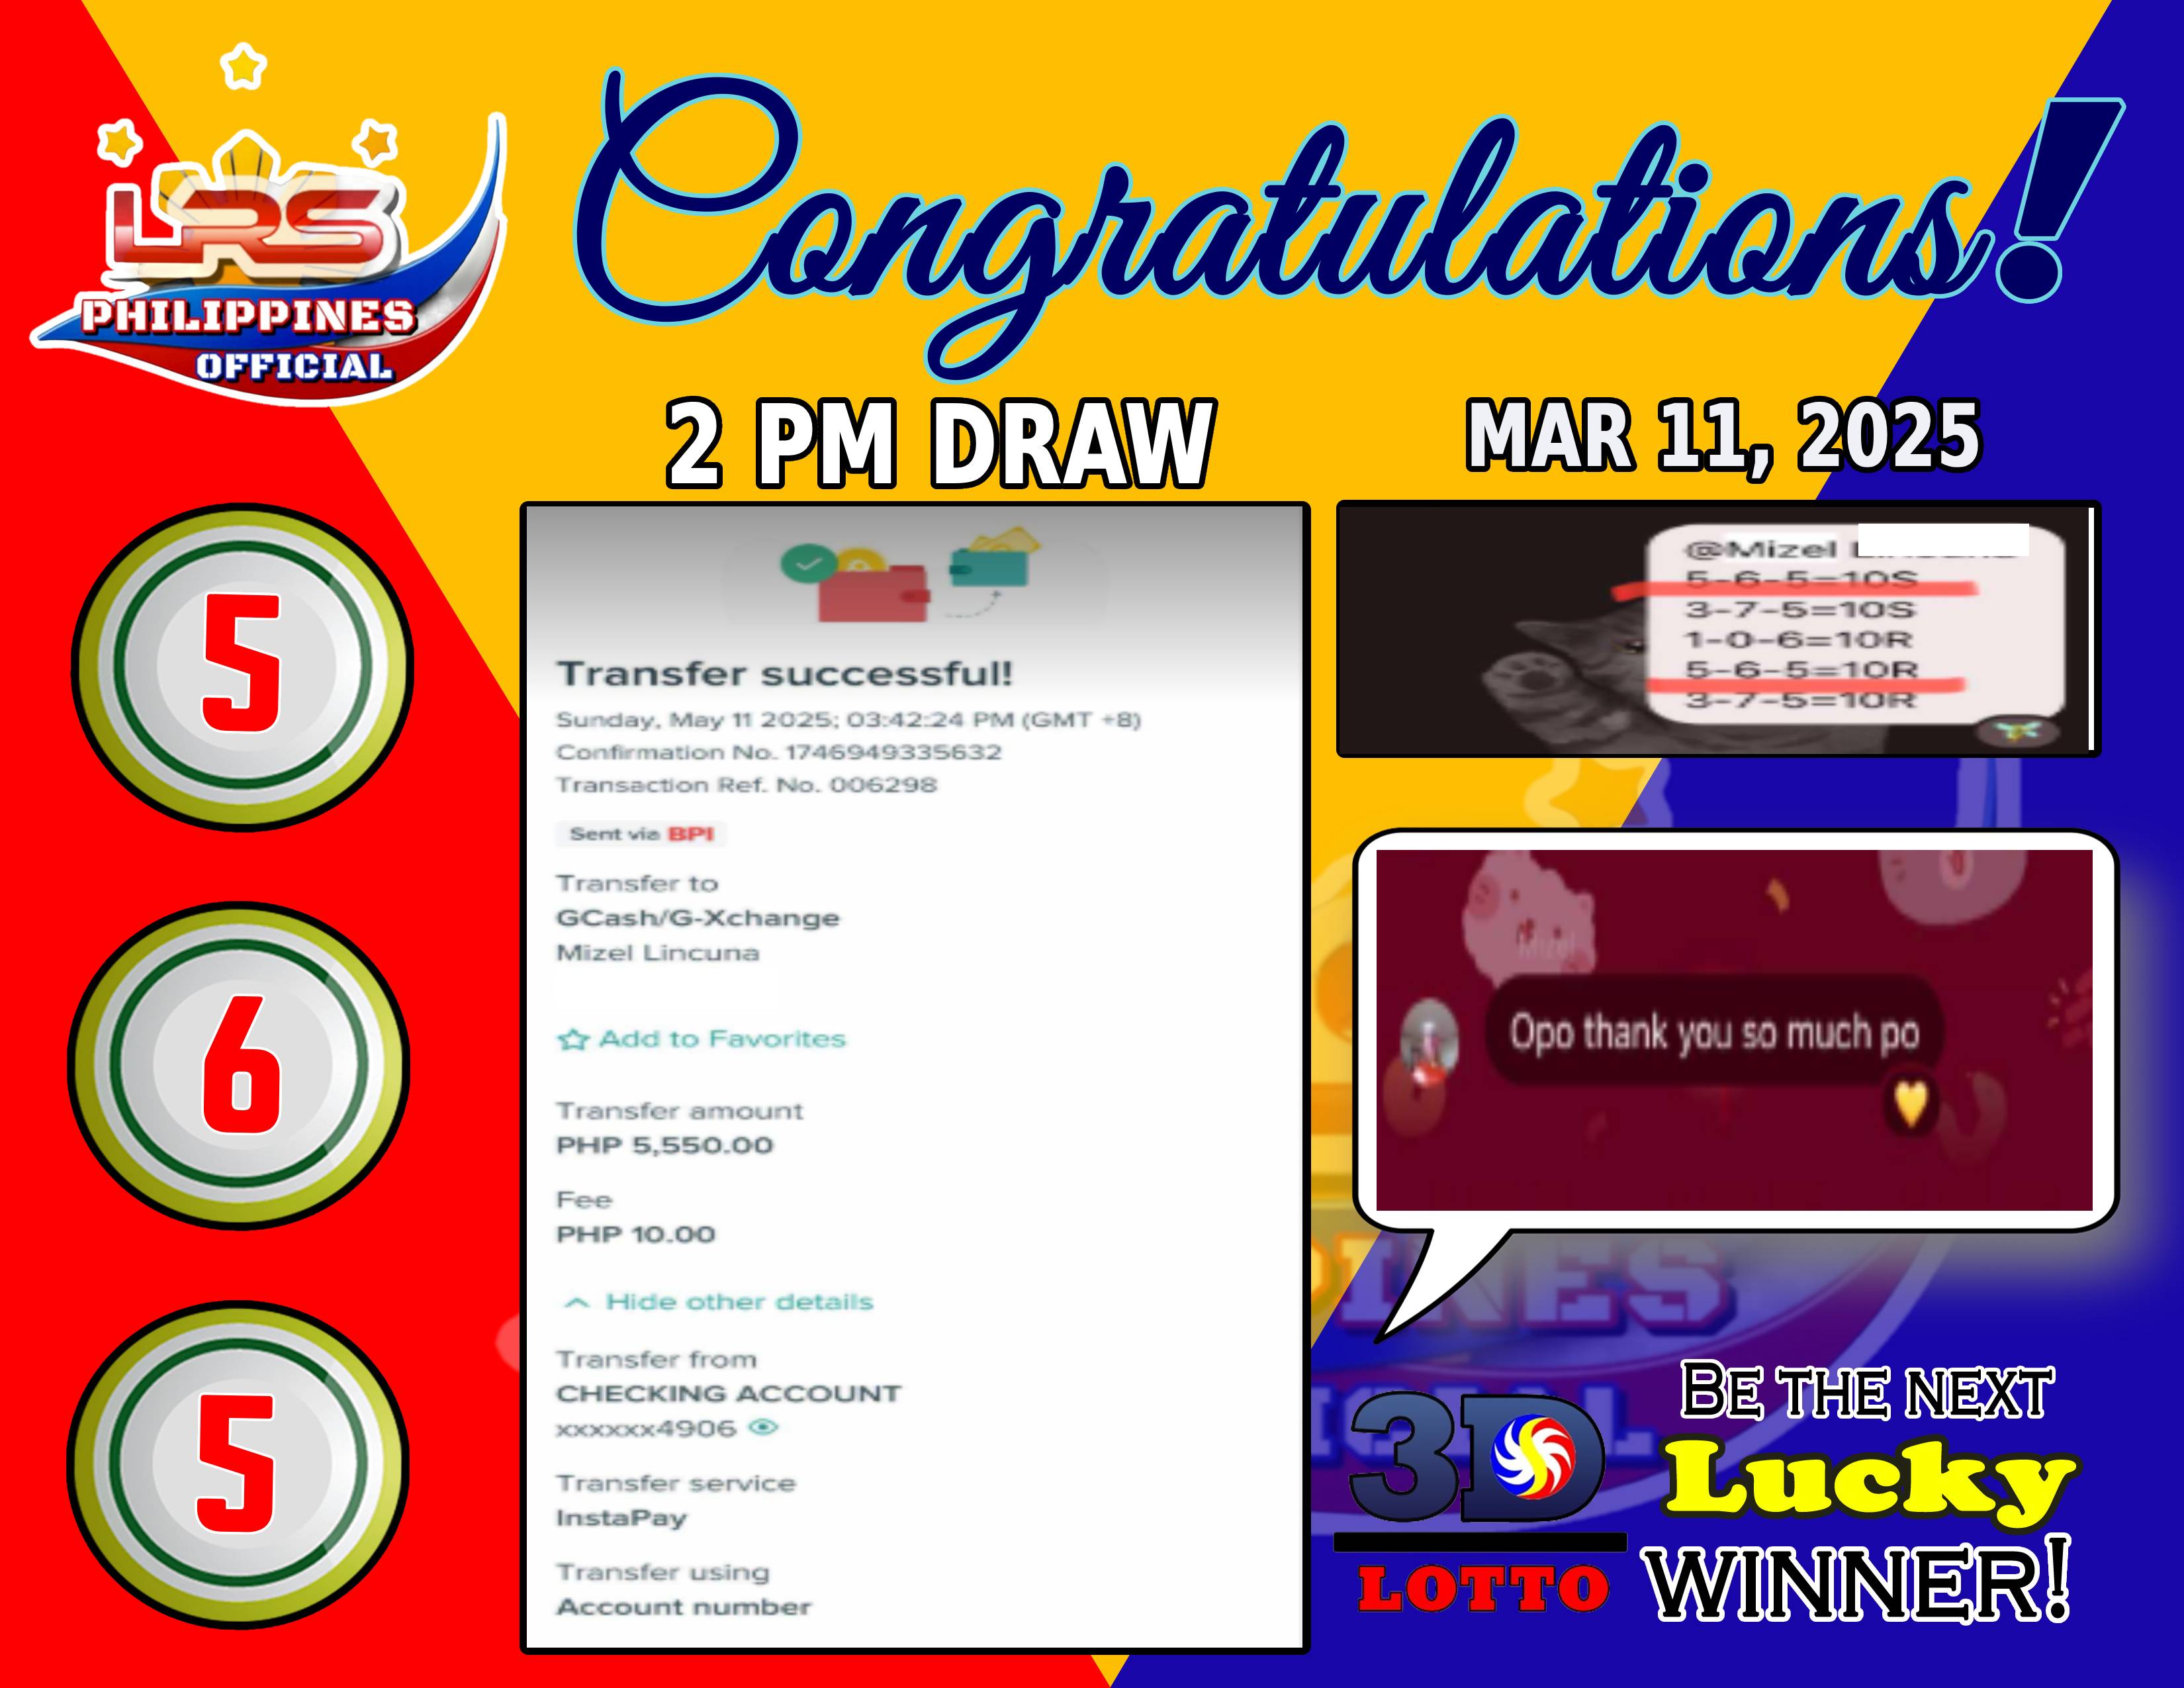 LRS
PHILIPPINES
OFFICIAL
Congratulations!
2 PM DRAW
MAR 11, 2025
5
6
5
Transfer successful!
Sunday, May 11 2025; 03:42:24 PM (GMT +8)
Confirmation No. 1746949335632
Transaction Ref. No. 006298
Sent via BPI
Transfer to
GCash/G-Xchange
Mizel Lincuna
Add to Favorites
Transfer amount
PHP 5,550.00
Fee
PHP 10.00
Hide other details
Transfer from
CHECKING ACCOUNT
xxxxxx4906
Transfer service
InstaPay
Transfer using
Account number
@Mizel
5-6-5=10S
3-7-5=10S
1-0-6=10R
5-6-5=10R
3-7-5=10R
Mizel
Opo thank you so much po
3D
LOTTO
BE THE NEXT
Lucky
WINNER!